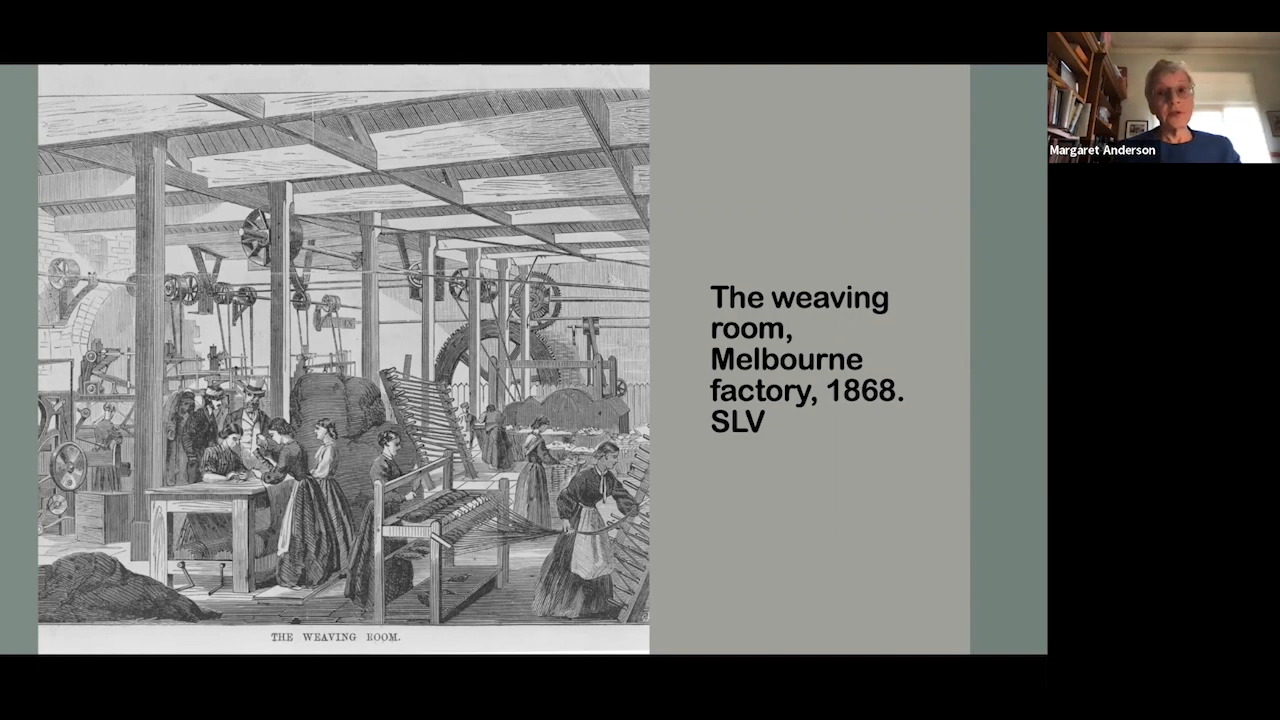 The weaving
room,
Melbourne
factory, 1868.
SLV
THE WEAVING ROOM.
Margaret Anderson